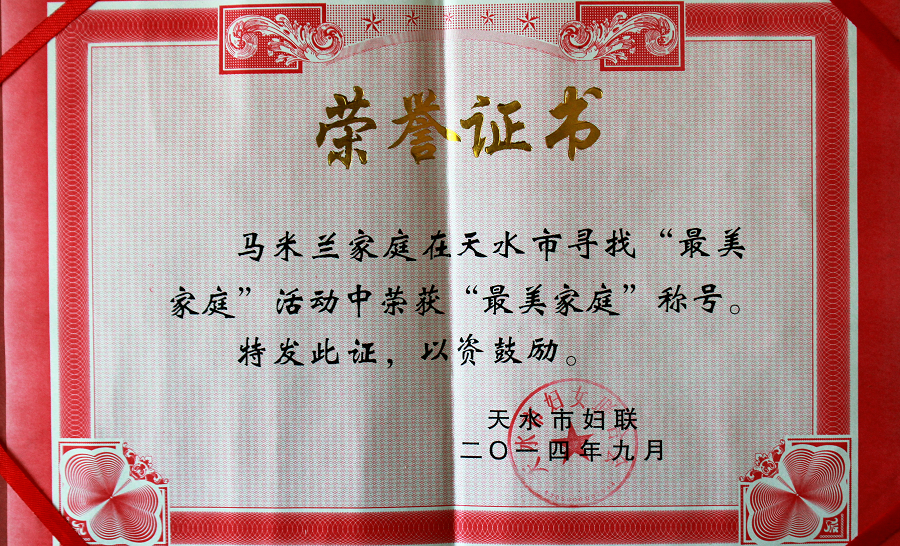 荣誉证书
马米兰家庭在天水市寻找“最美
家庭”活动中荣获“最美家庭”称号。
特发此证，以资鼓励。
天水市妇联
二〇一四年九月